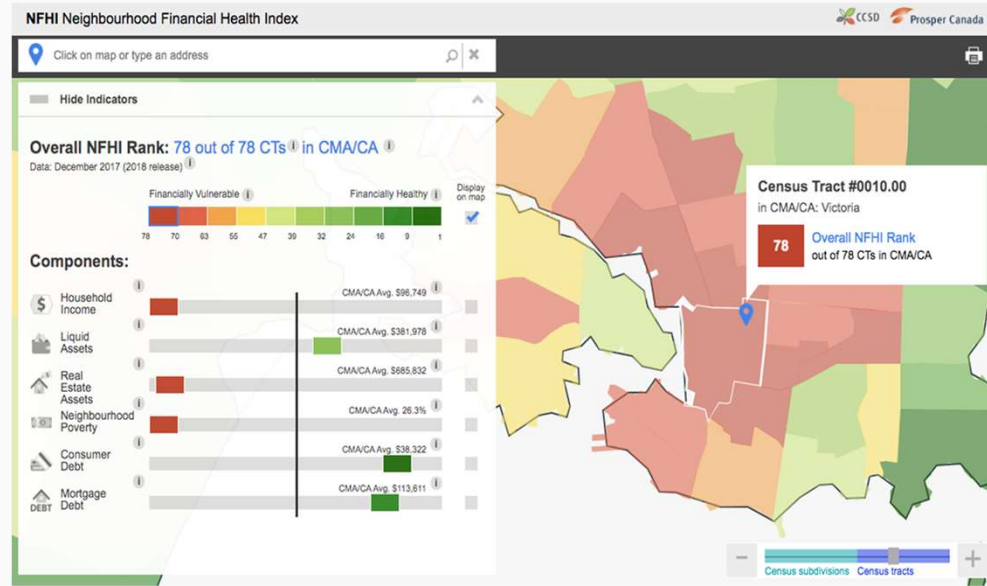 NFHI Neighbourhood Financial Health Index
CCSD Prosper Canada
Click on map or type an address
Hide Indicators
Overall NFHI Rank: 78 out of 78 CTs i in CMA/CA i
Data: December 2017 (2018 release) i
Financially Vulnerable i Financially Healthy i
Display
on map
78 70 63 55 47 39 32 24 16 9 1
Components:
$ Household
Income
CMA/CA Avg. $96,749 i
Liquid
Assets
CMA/CA Avg. $381,978 i
Real
Estate
Assets
CMA/CA Avg. $685,832 i
Neighbourhood
Poverty
CMA/CA Avg. 26.3% i
Consumer
Debt
CMA/CA Avg. $38,322 i
DEBT Mortgage
Debt
CMA/CA Avg. $113,611 i
Census Tract #0010.00
in CMA/CA: Victoria
78 Overall NFHI Rank
out of 78 CTs in CMA/CA
Census subdivisions Census tracts